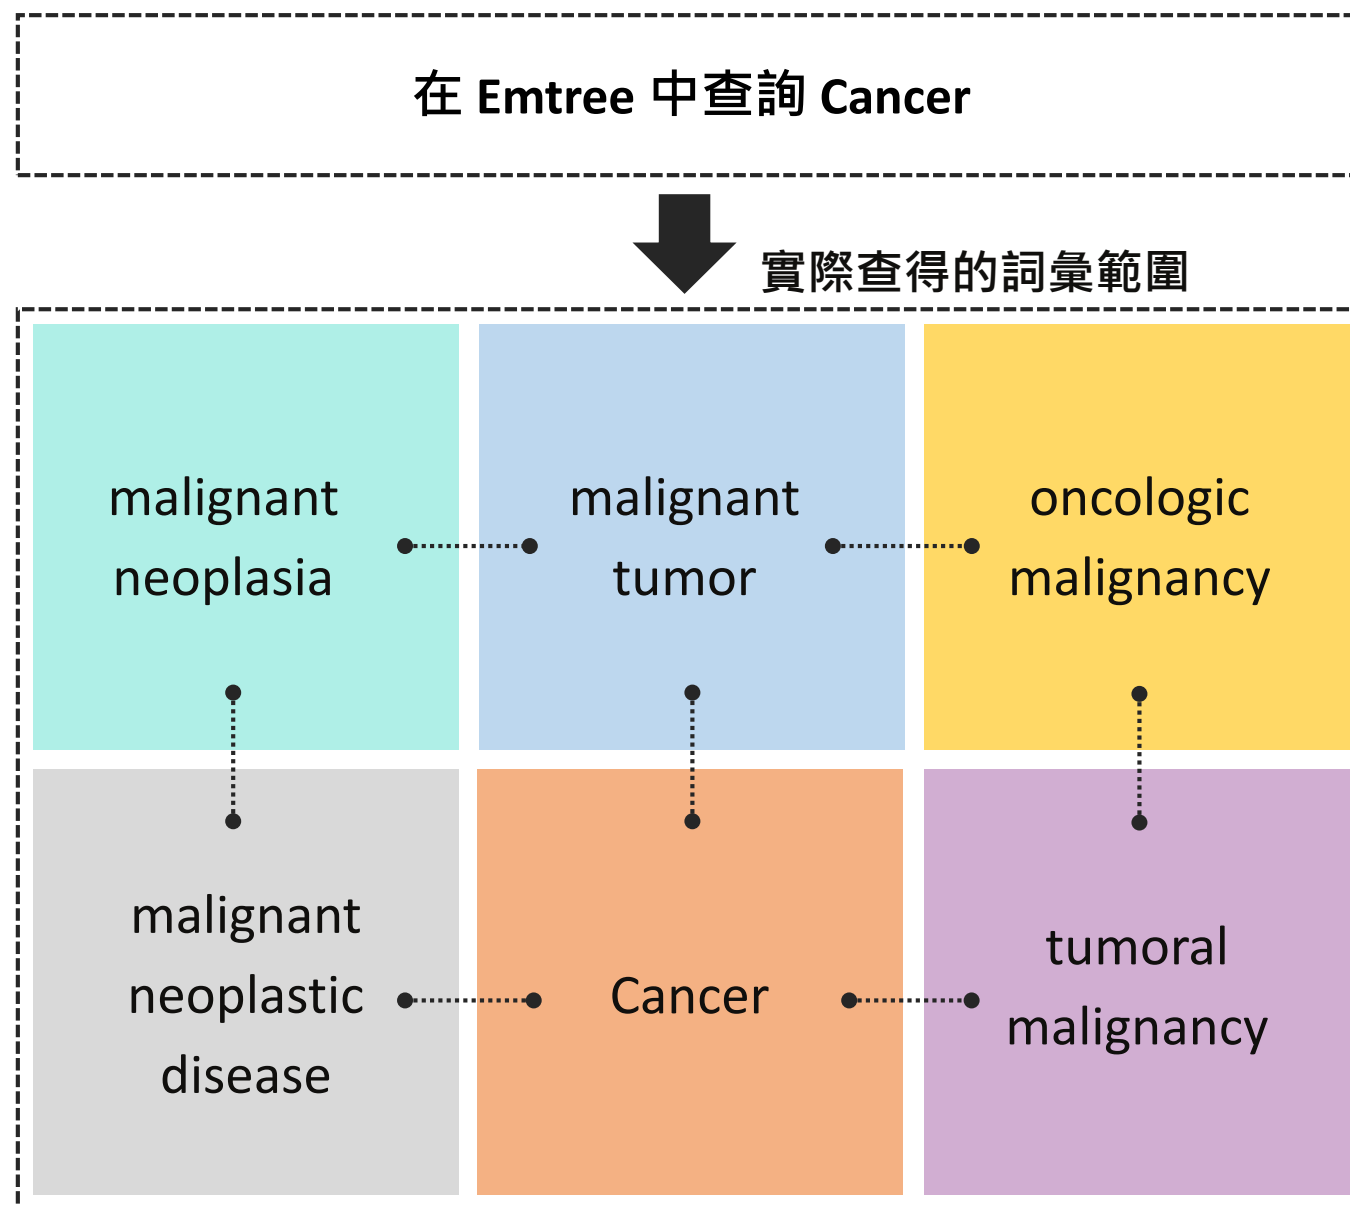 在 Emtree 中查詢 Cancer
實際查得的詞彙範圍
malignant
neoplasia
malignant
tumor
oncologic
malignancy
malignant
neoplastic
disease
Cancer
tumoral
malignancy